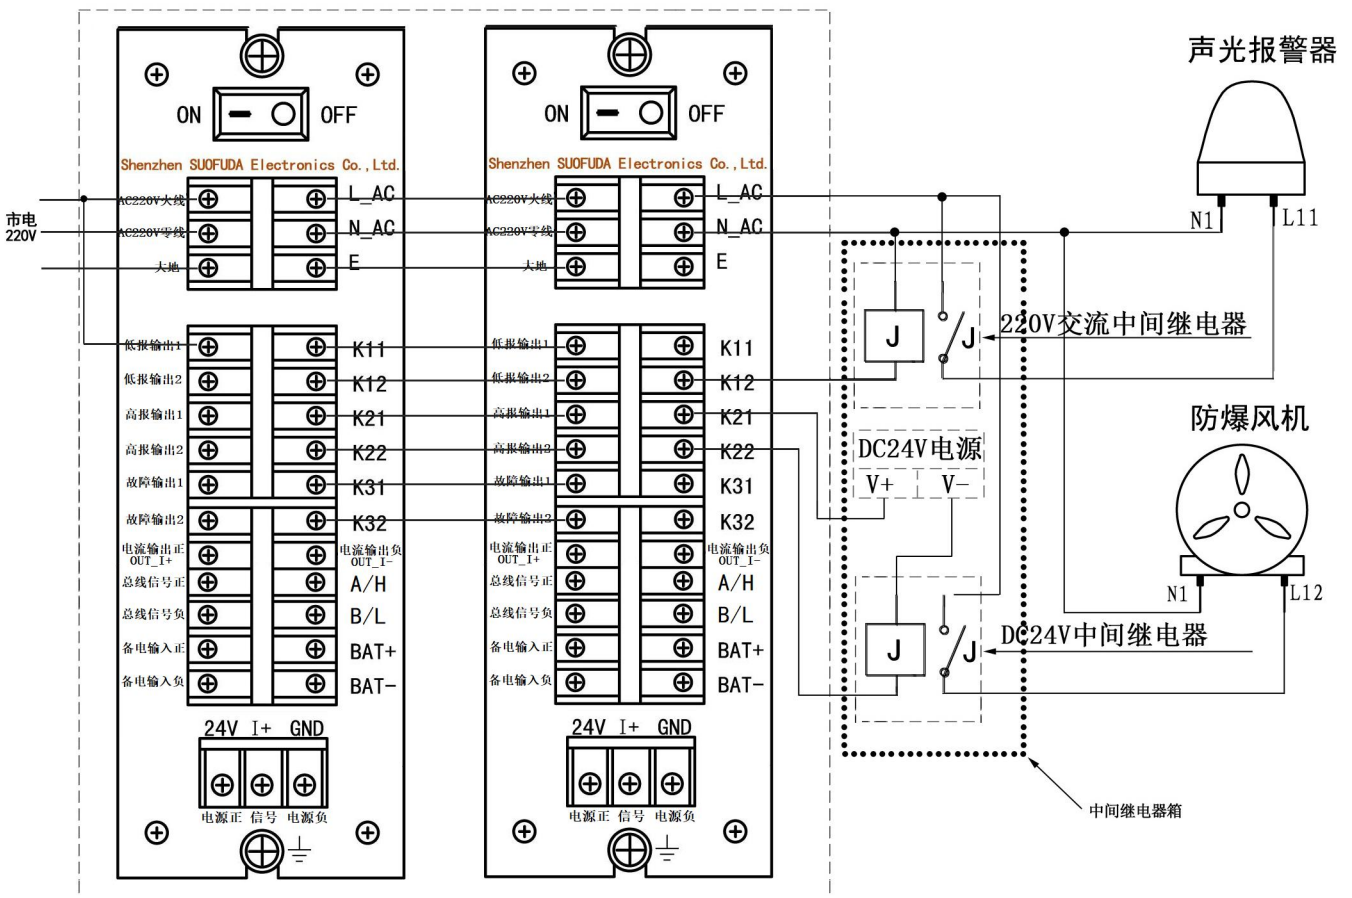 声光报警器
ON OFF
ON OFF
Shenzhen SUOFUDA Electronics Co.,Ltd.
Shenzhen SUOFUDA Electronics Co.,Ltd.
市电
220V
AC220V火线 L_AC
AC220V零线 N_AC
大地 E
AC220V火线 L_AC
AC220V零线 N_AC
大地 E
N1 L11
低报输出1 K11
低报输出2 K12
高报输出1 K21
高报输出2 K22
故障输出1 K31
故障输出2 K32
电流输出正 电流输出负
OUT_I+ OUT_I-
总线信号正 A/H
总线信号负 B/L
备电输入正 BAT+
备电输入负 BAT-
24V I+ GND
电源正 信号 电源负
低报输出1 K11
低报输出2 K12
高报输出1 K21
高报输出2 K22
故障输出1 K31
故障输出2 K32
电流输出正 电流输出负
OUT_I+ OUT_I-
总线信号正 A/H
总线信号负 B/L
备电输入正 BAT+
备电输入负 BAT-
24V I+ GND
电源正 信号 电源负
J J
220V交流中间继电器
DC24V电源
V+ V-
防爆风机
N1 L12
J J
DC24V中间继电器
中间继电器箱